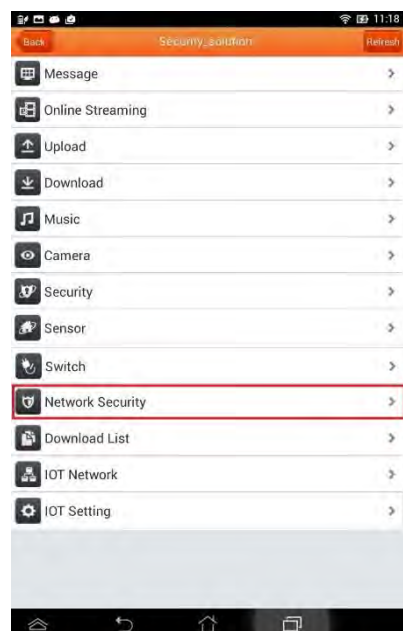 11:18
Back Security_solution Refresh
Message
Online Streaming
Upload
Download
Music
Camera
Security
Sensor
Switch
Network Security
Download List
IOT Network
IOT Setting